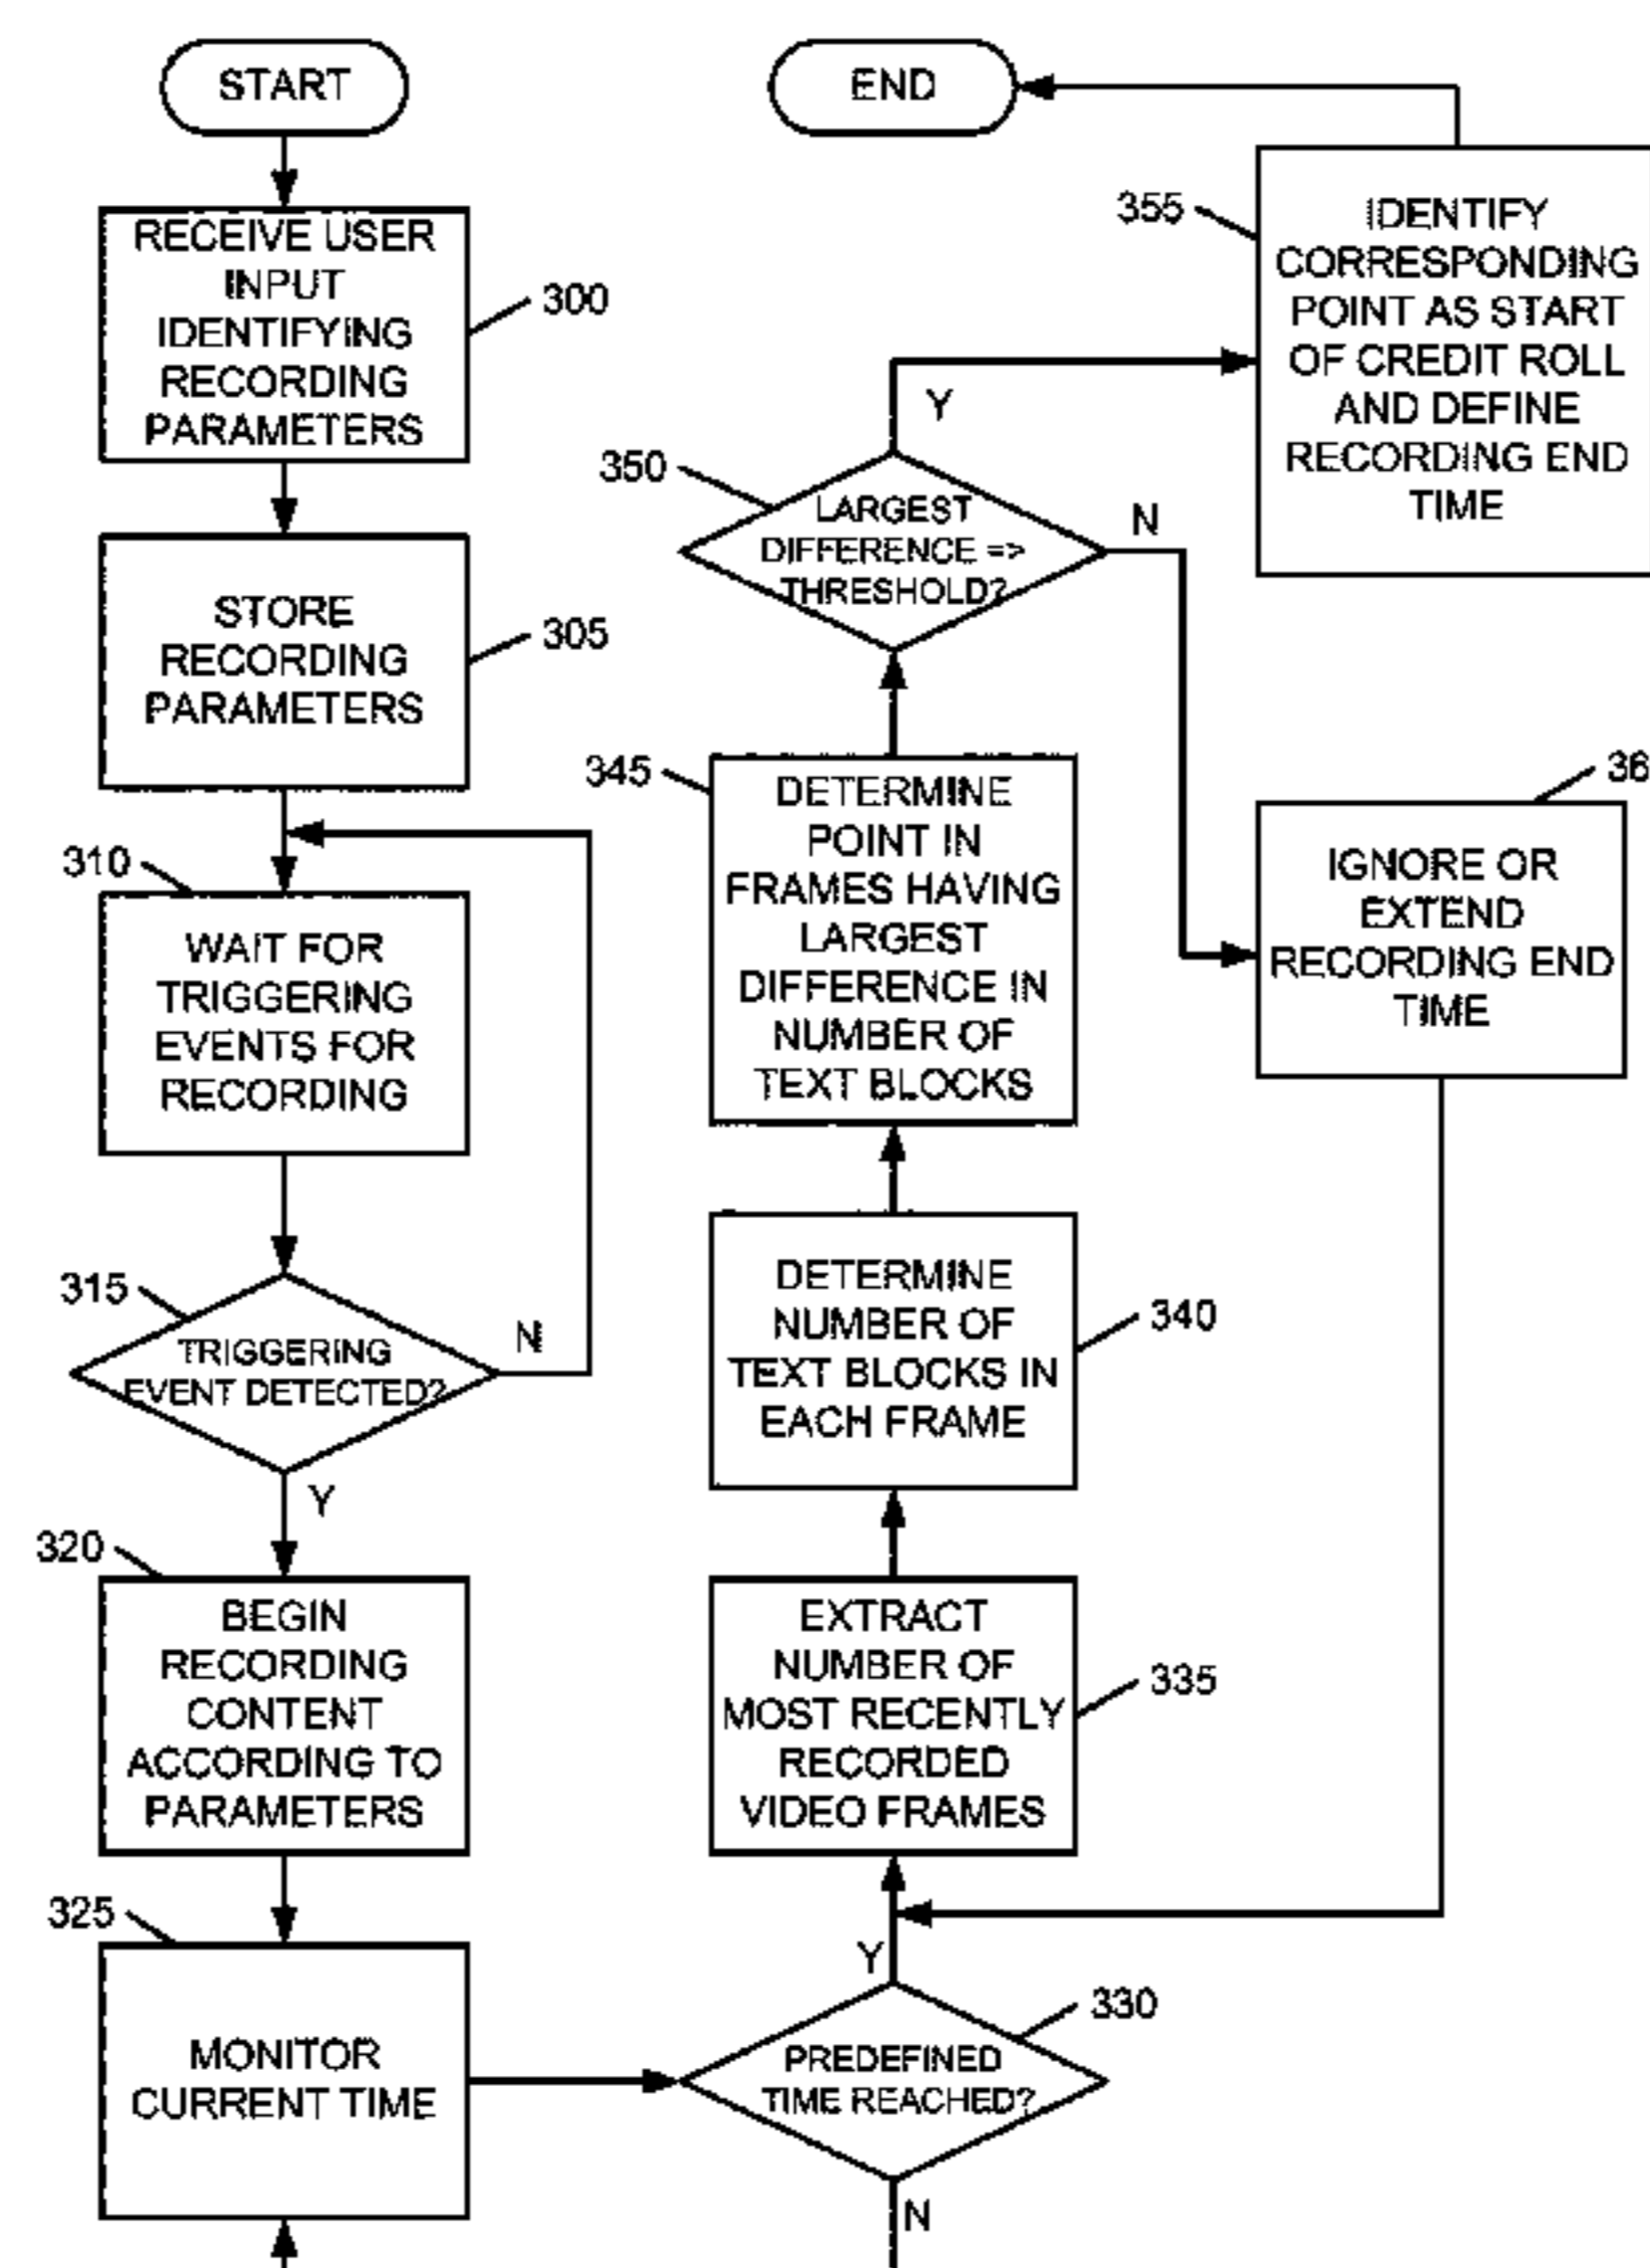 START
RECEIVE USER
INPUT
IDENTIFYING
RECORDING
PARAMETERS
300
STORE
RECORDING
PARAMETERS
305
310
WAIT FOR
TRIGGERING
EVENTS FOR
RECORDING
315
TRIGGERING
EVENT DETECTED?
N
Y
320
BEGIN
RECORDING
CONTENT
ACCORDING TO
PARAMETERS
325
MONITOR
CURRENT TIME
330
PREDEFINED
TIME REACHED?
N
Y
335
EXTRACT
NUMBER OF
MOST RECENTLY
RECORDED
VIDEO FRAMES
340
DETERMINE
NUMBER OF
TEXT BLOCKS IN
EACH FRAME
345
DETERMINE
POINT IN
FRAMES HAVING
LARGEST
DIFFERENCE IN
NUMBER OF
TEXT BLOCKS
350
LARGEST
DIFFERENCE =>
THRESHOLD?
Y
N
355
IDENTIFY
CORRESPONDING
POINT AS START
OF CREDIT ROLL
AND DEFINE
RECORDING END
TIME
36
IGNORE OR
EXTEND
RECORDING END
TIME
END